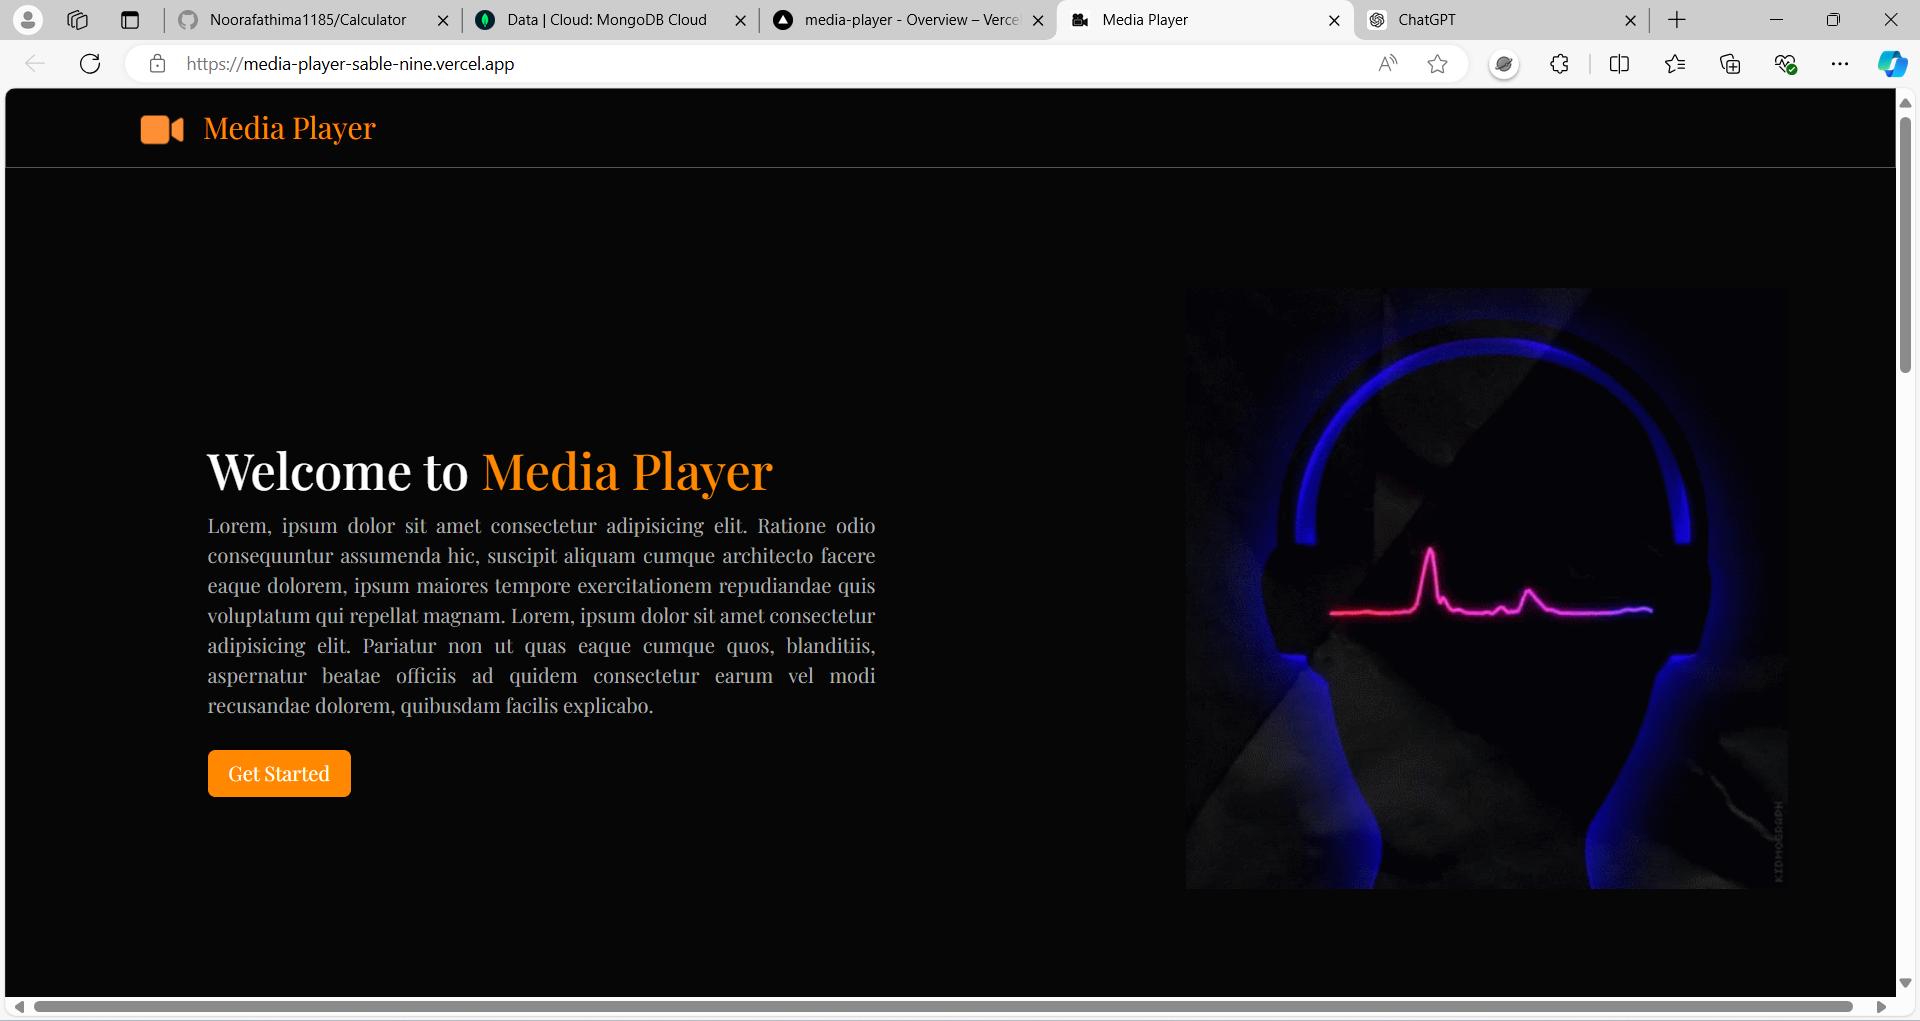 Noorafathima1185/Calculator
Data | Cloud: MongoDB Cloud
media-player - Overview – Verce
Media Player
ChatGPT
https://media-player-sable-nine.vercel.app
Media Player
Welcome to Media Player
Lorem, ipsum dolor sit amet consectetur adipisicing elit. Ratione odio
consequuntur assumenda hic, suscipit aliquam cumque architecto facere
eaque dolorem, ipsum maiores tempore exercitationem repudiandae quis
voluptatum qui repellat magnam. Lorem, ipsum dolor sit amet consectetur
adipisicing elit. Pariatur non ut quas eaque cumque quos, blanditiis,
aspernatur beatae officiis ad quidem consectetur earum vel modi
recusandae dolorem, quibusdam facilis explicabo.
Get Started
KIDMOGRAPH